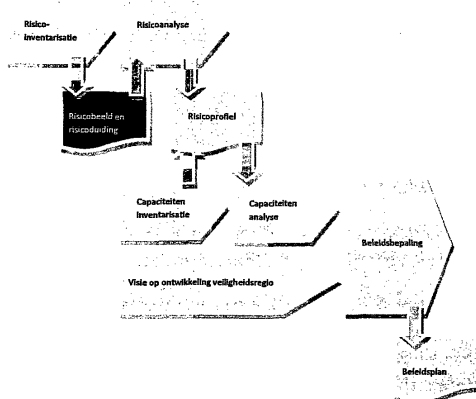 Risico-
inventarisatie
Risicoanalyse
Risicobeeld en
risicoduiding
Risicoprofiel
Capaciteiten
inventarisatie
Capaciteiten
analyse
Beleidsbepaling
Visie op ontwikkeling veiligheidsregio
Beleidsplan